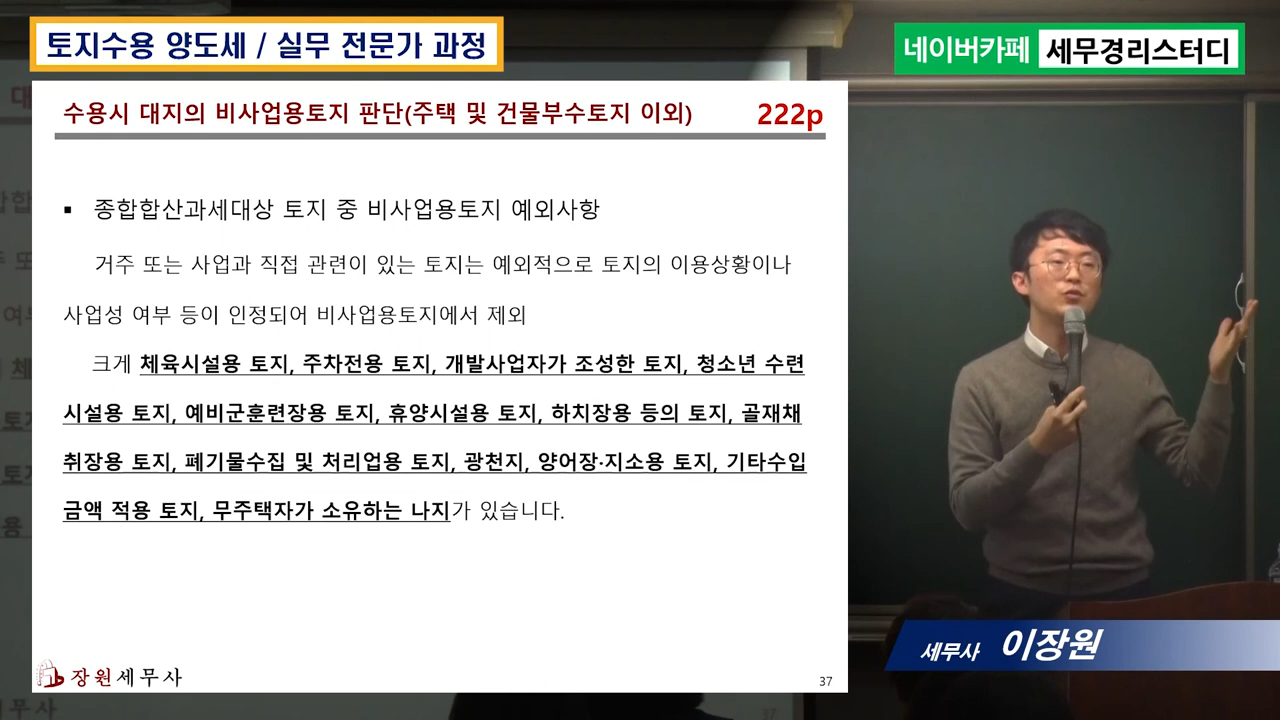 토지수용 양도세 / 실무 전문가 과정
네이버카페 세무경리스터디
수용시 대지의 비사업용토지 판단(주택 및 건물부수토지 이외) 222p
▪ 종합합산과세대상 토지 중 비사업용토지 예외사항
거주 또는 사업과 직접 관련이 있는 토지는 예외적으로 토지의 이용상황이나
사업성 여부 등이 인정되어 비사업용토지에서 제외
크게 체육시설용 토지, 주차전용 토지, 개발사업자가 조성한 토지, 청소년 수련
시설용 토지, 예비군훈련장용 토지, 휴양시설용 토지, 하치장용 등의 토지, 골재채
취장용 토지, 폐기물수집 및 처리업용 토지, 광천지, 양어장·지소용 토지, 기타수입
금액 적용 토지, 무주택자가 소유하는 나지가 있습니다.
세무사 이장원
장원세무사
37